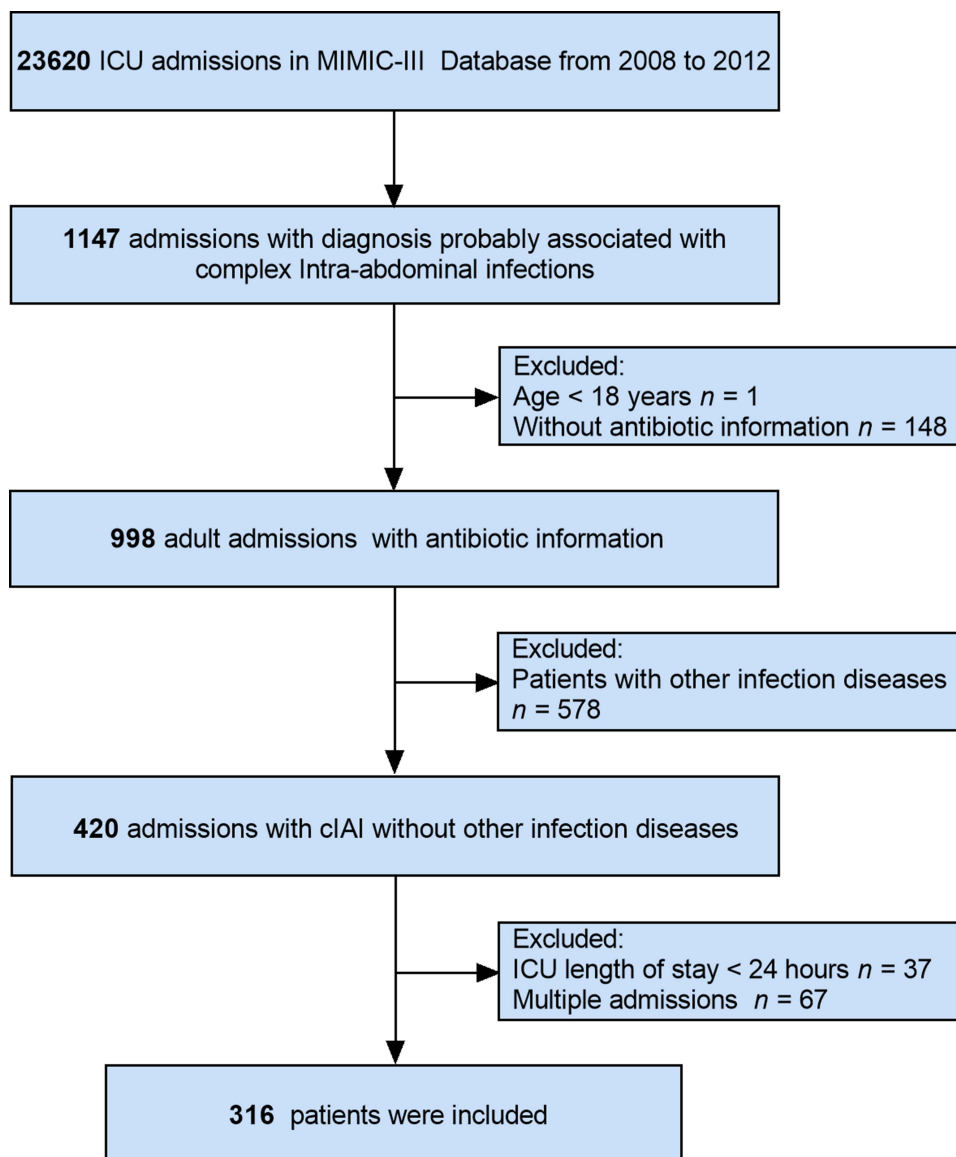 23620 ICU admissions in MIMIC-III Database from 2008 to 2012
1147 admissions with diagnosis probably associated with
complex Intra-abdominal infections
Excluded:
Age < 18 years n = 1
Without antibiotic information n = 148
998 adult admissions with antibiotic information
Excluded:
Patients with other infection diseases
n = 578
420 admissions with cIAI without other infection diseases
Excluded:
ICU length of stay < 24 hours n = 37
Multiple admissions n = 67
316 patients were included